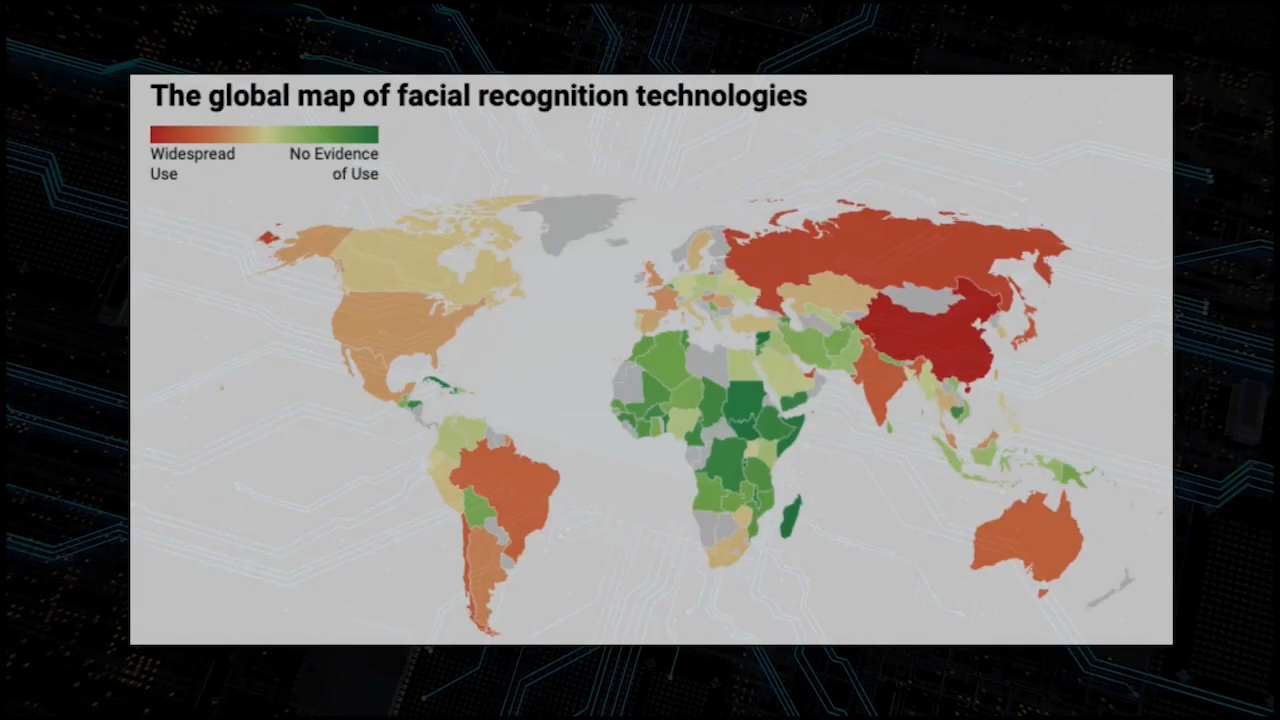 The global map of facial recognition technologies
Widespread Use
No Evidence of Use